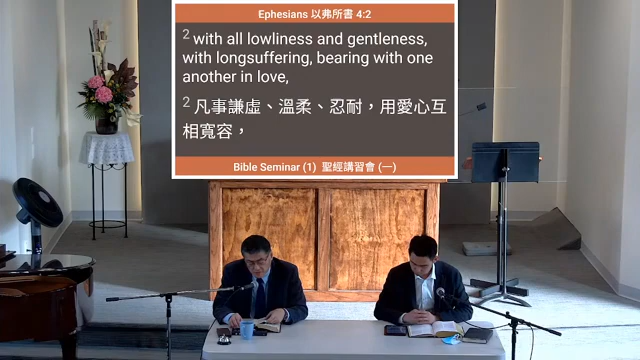 Ephesians 以弗所書 4:2
2 with all lowliness and gentleness,
with longsuffering, bearing with one
another in love,
2 凡事謙虛、溫柔、忍耐，用愛心互
相寬容，
Bible Seminar (1) 聖經講習會 (一)